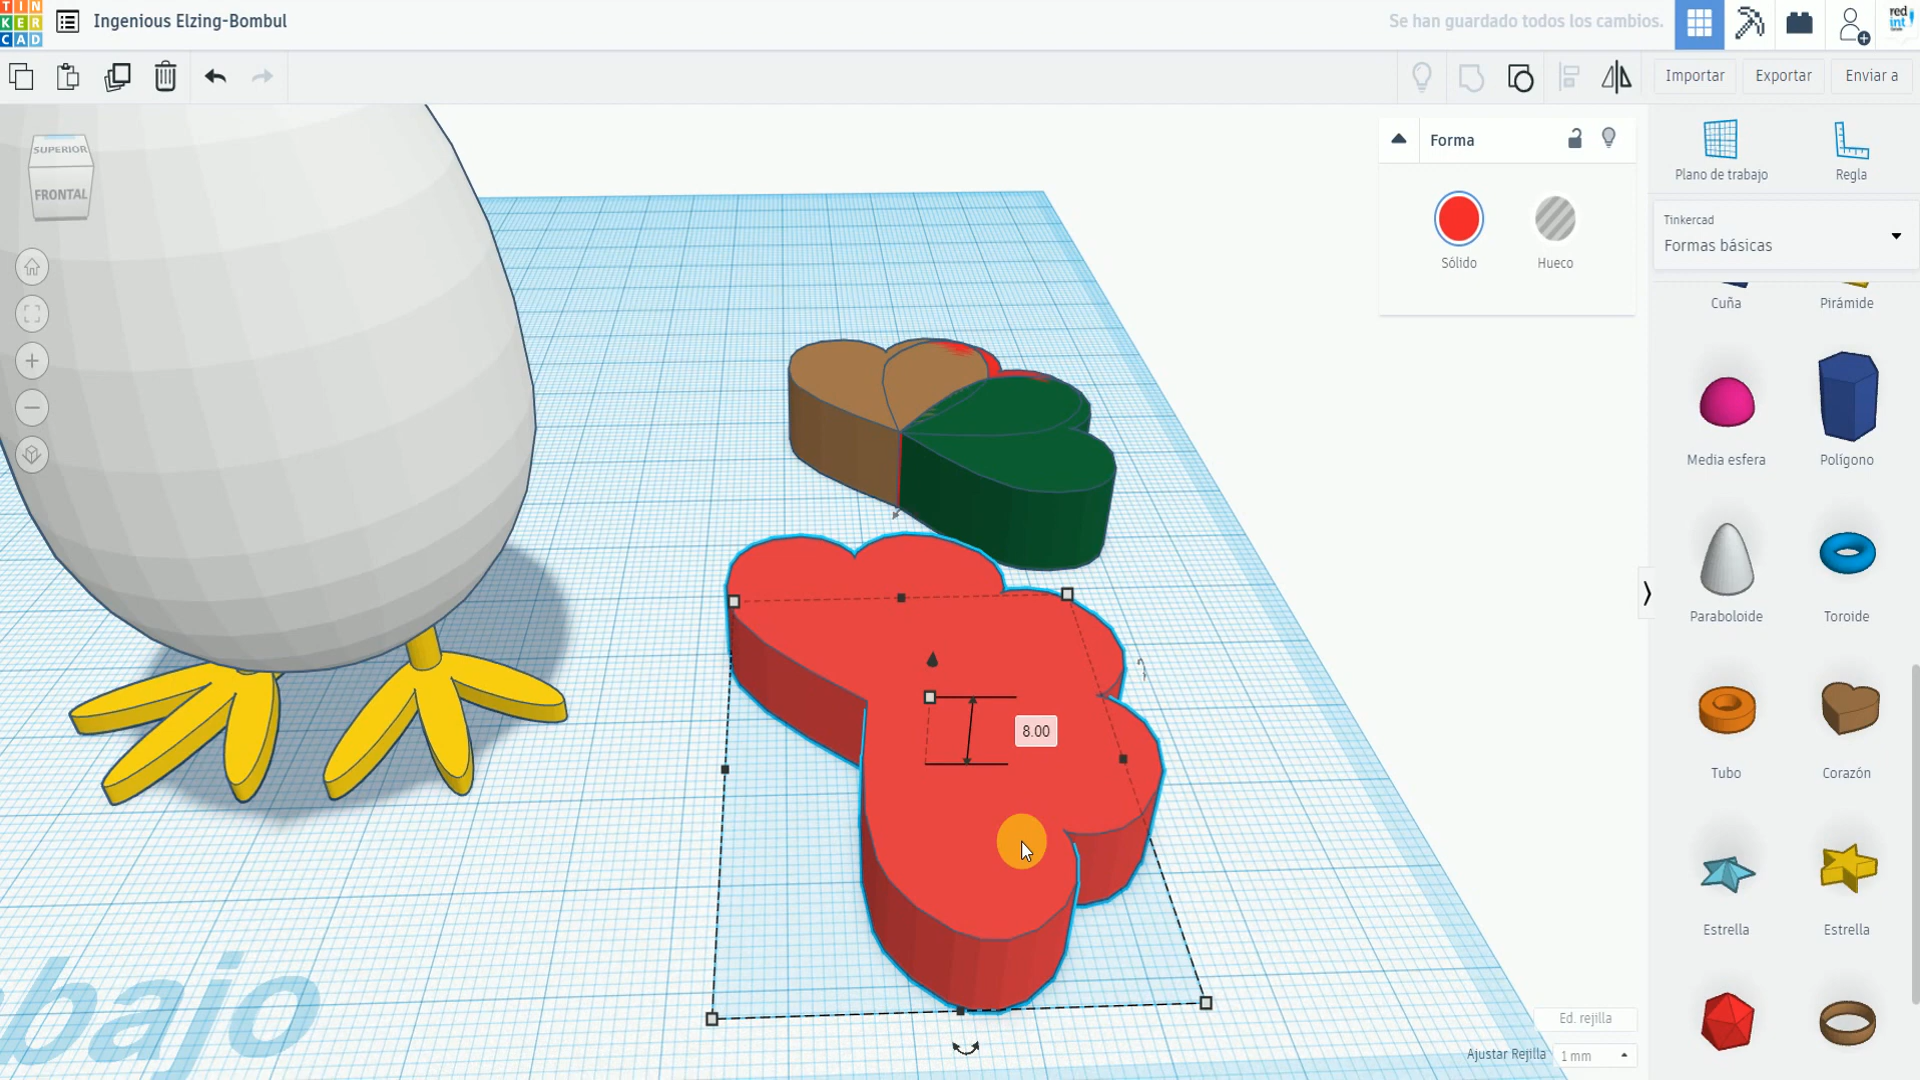 TIN
KER
CAD
Ingenious Elzing-Bombul
Se han guardado todos los cambios.
red
int
Importar
Exportar
Enviar a
SUPERIOR
FRONTAL
Forma
Sólido
Hueco
Plano de trabajo
Regla
Tinkercad
Formas básicas
Cuña
Pirámide
Media esfera
Polígono
Paraboloide
Toroide
Tubo
Corazón
Estrella
Estrella
8.00
bajo
Ed. rejilla
Ajustar Rejilla
1 mm